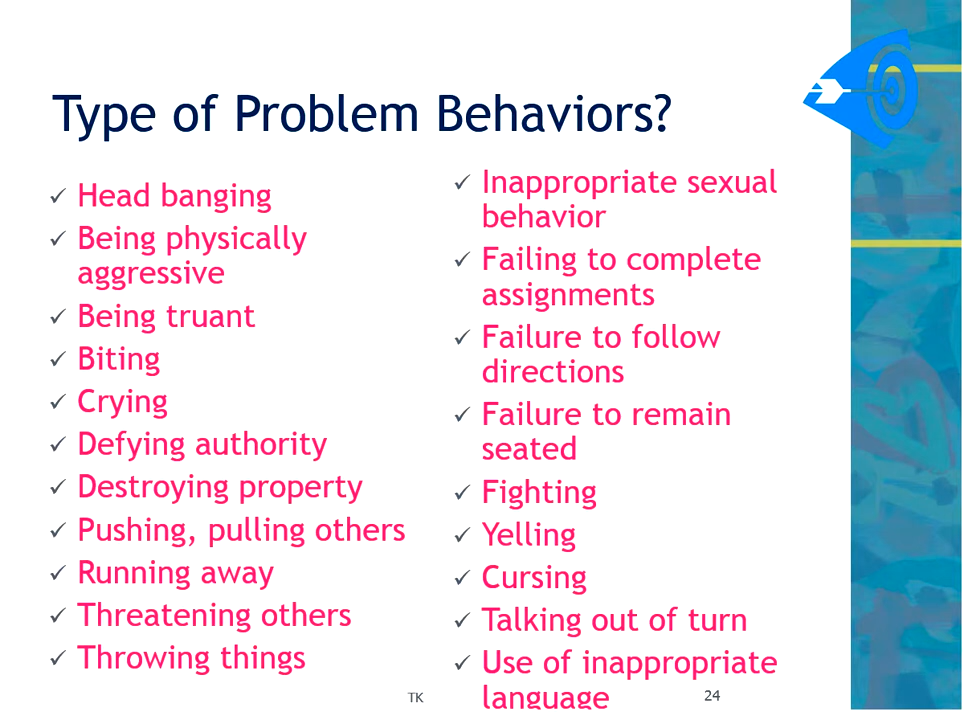 Type of Problem Behaviors?
Head banging
Being physically
aggressive
Being truant
Biting
Crying
Defying authority
Destroying property
Pushing, pulling others
Running away
Threatening others
Throwing things
Inappropriate sexual
behavior
Failing to complete
assignments
Failure to follow
directions
Failure to remain
seated
Fighting
Yelling
Cursing
Talking out of turn
Use of inappropriate
language
TK
24